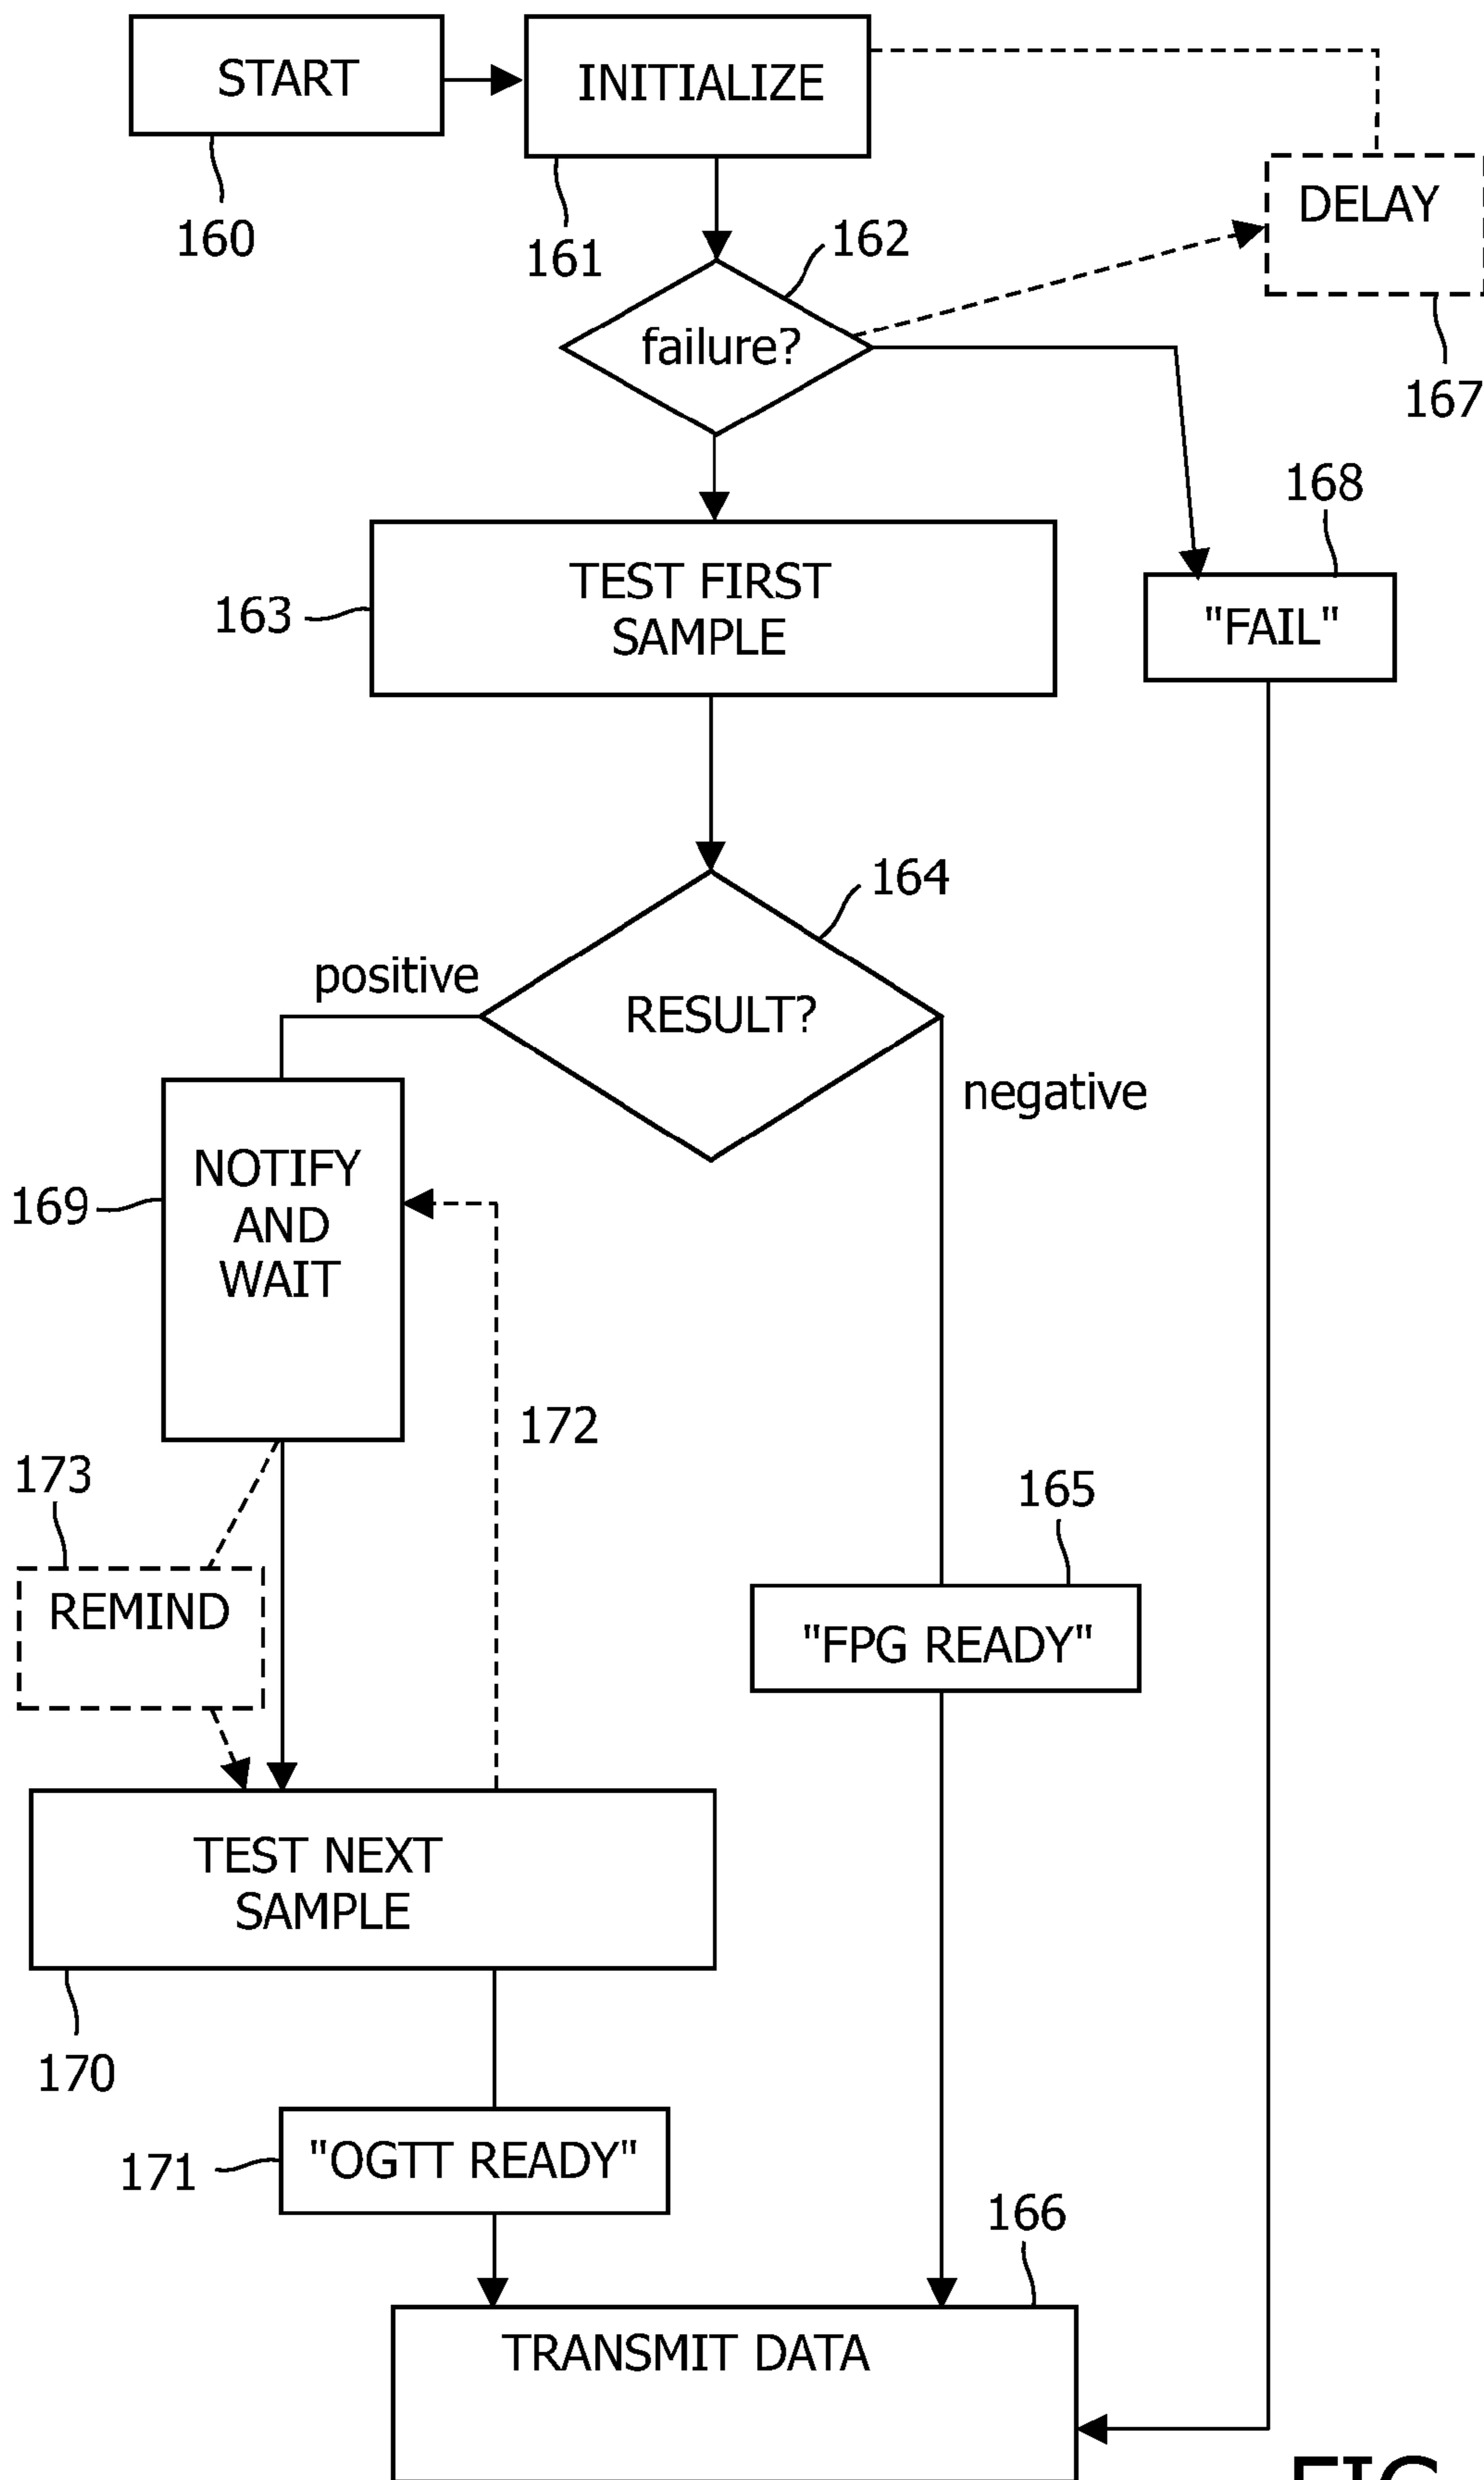 START
INITIALIZE
DELAY
160
161
162
failure?
167
168
TEST FIRST
SAMPLE
163
"FAIL"
164
positive
RESULT?
negative
NOTIFY
AND
WAIT
169
172
173
165
REMIND
"FPG READY"
TEST NEXT
SAMPLE
170
"OGTT READY"
171
166
TRANSMIT DATA